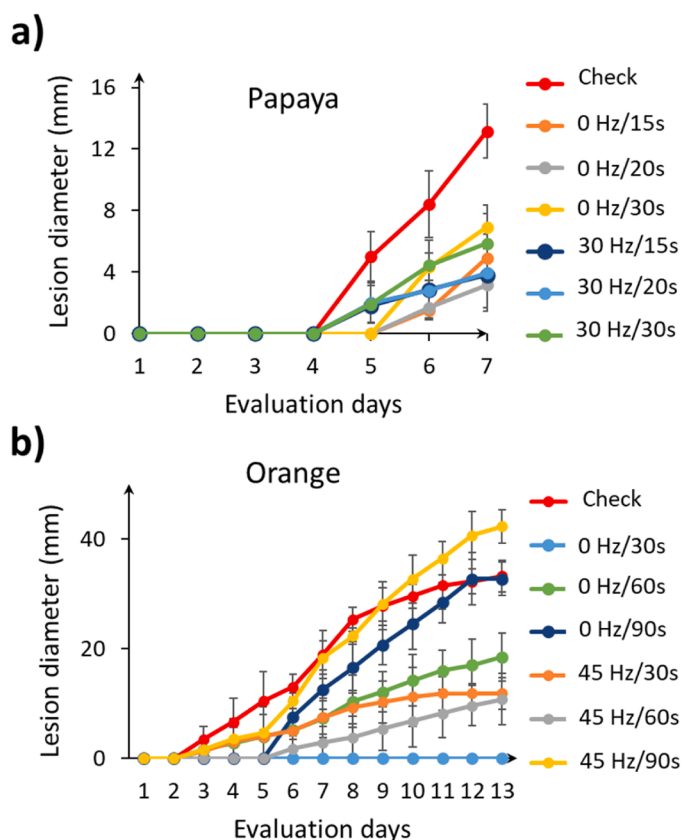 a)
Papaya
Lesion diameter (mm)
16
12
8
4
0
1 2 3 4 5 6 7
Evaluation days
Check
0 Hz/15s
0 Hz/20s
0 Hz/30s
30 Hz/15s
30 Hz/20s
30 Hz/30s
b)
Orange
Lesion diameter (mm)
40
20
0
1 2 3 4 5 6 7 8 9 10 11 12 13
Evaluation days
Check
0 Hz/30s
0 Hz/60s
0 Hz/90s
45 Hz/30s
45 Hz/60s
45 Hz/90s